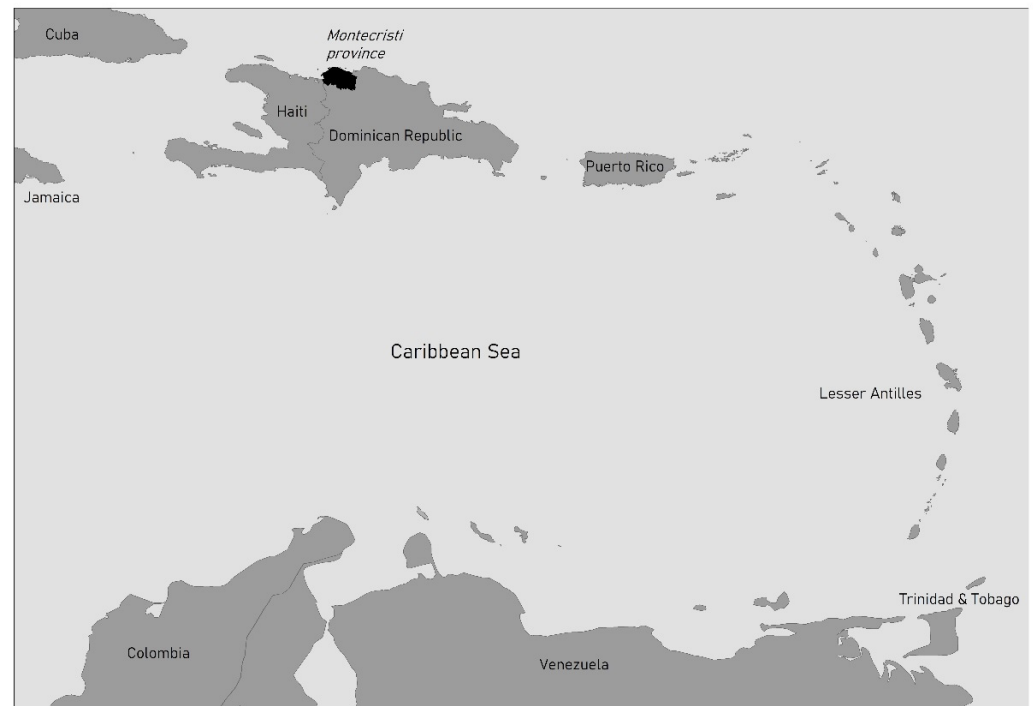 Cuba
Montecristi
province
Haiti
Dominican Republic
Puerto Rico
Jamaica
Caribbean Sea
Lesser Antilles
Trinidad & Tobago
Colombia
Venezuela